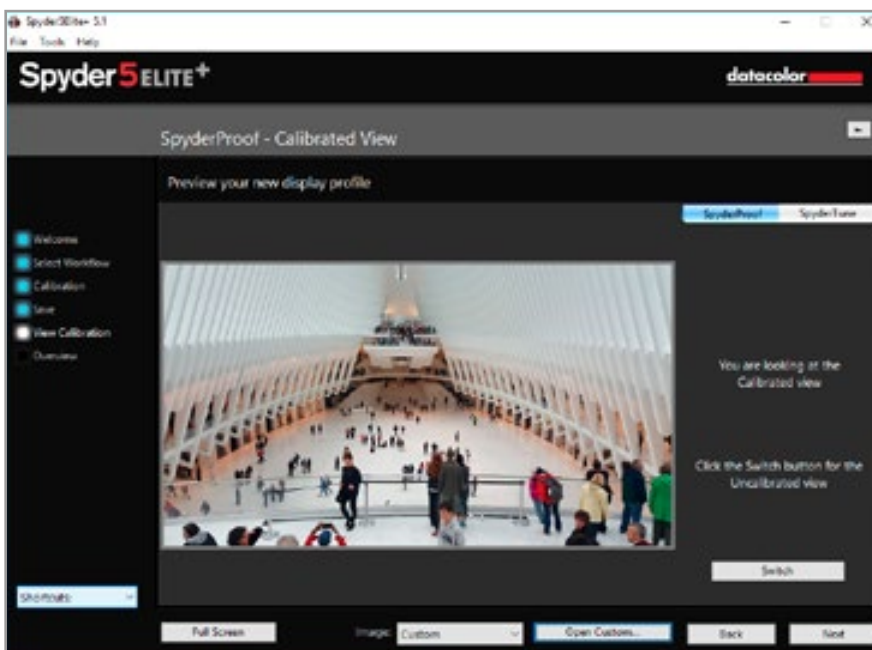 Spyder5Elite+ 5.1
File Tools Help
Spyder5ELITE+
datacolor
SpyderProof - Calibrated View
Preview your new display profile
SpyderProof SpyderTune
Welcome
Select Workflow
Calibration
Save
View Calibration
Overview
You are looking at the
Calibrated view
Click the Switch button for the
Uncalibrated view
Switch
Shortcuts
Full Screen Image: Custom Open Custom... Back Next